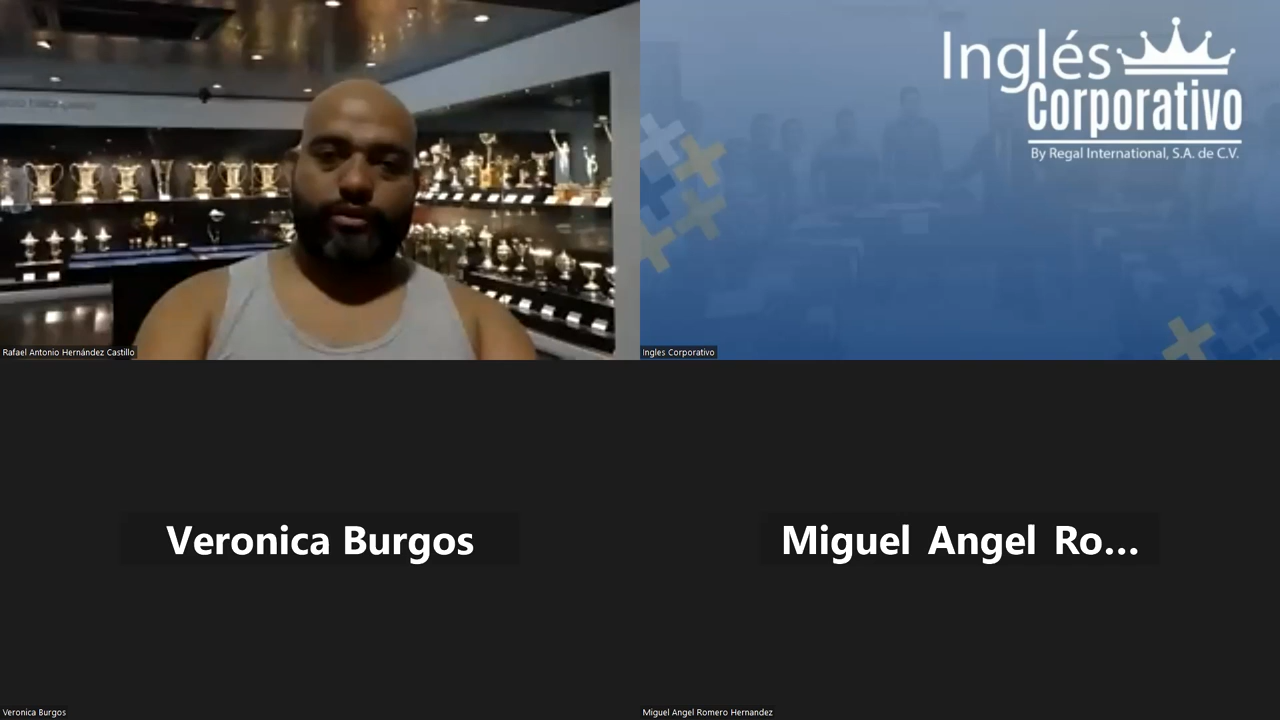 Inglés
Corporativo
By Regal International, S.A. de C.V.
Rafael Antonio Hernández Castillo
Ingles Corporativo
Veronica Burgos
Miguel Angel Ro...
Veronica Burgos
Miguel Angel Romero Hernandez